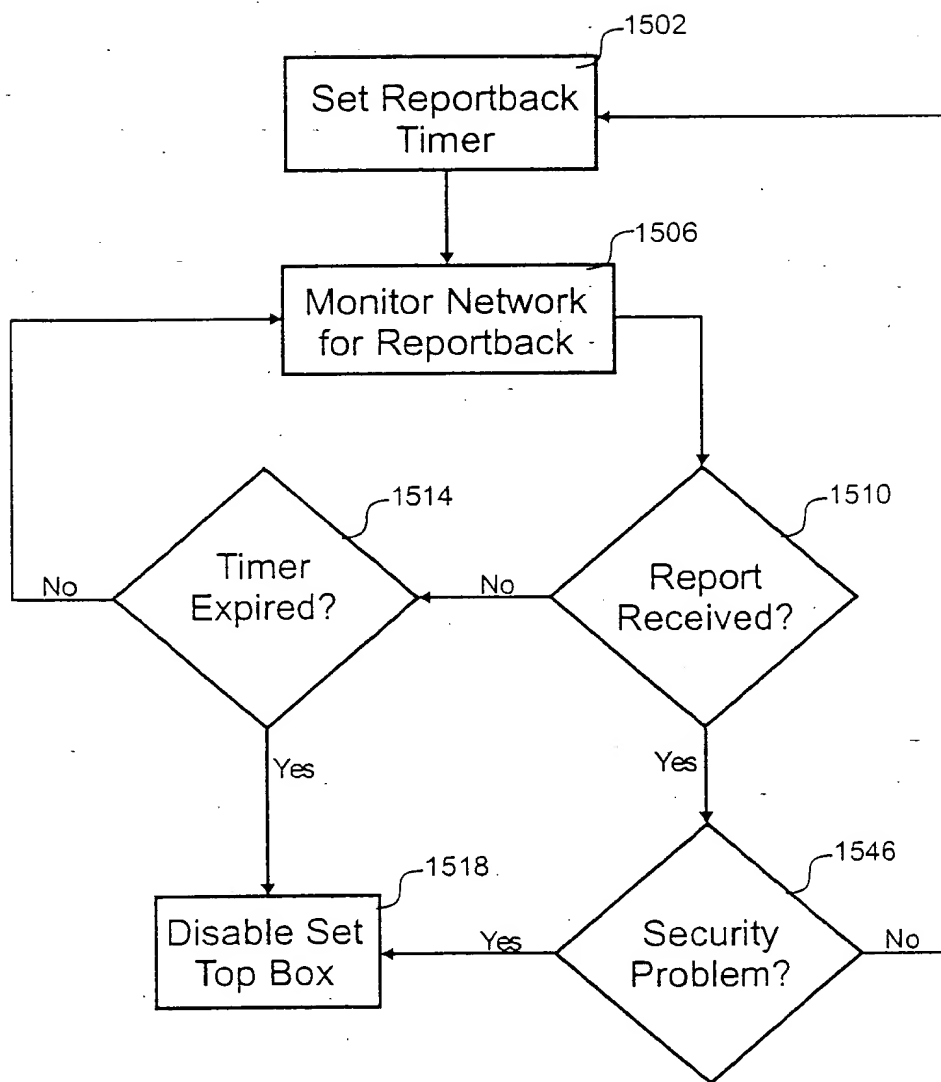 1502
Set Reportback
Timer
1506
Monitor Network
for Reportback
1514
Timer
Expired?
No
No
1510
Report
Received?
Yes
Yes
1518
Disable Set
Top Box
Yes
1546
Security
Problem?
No